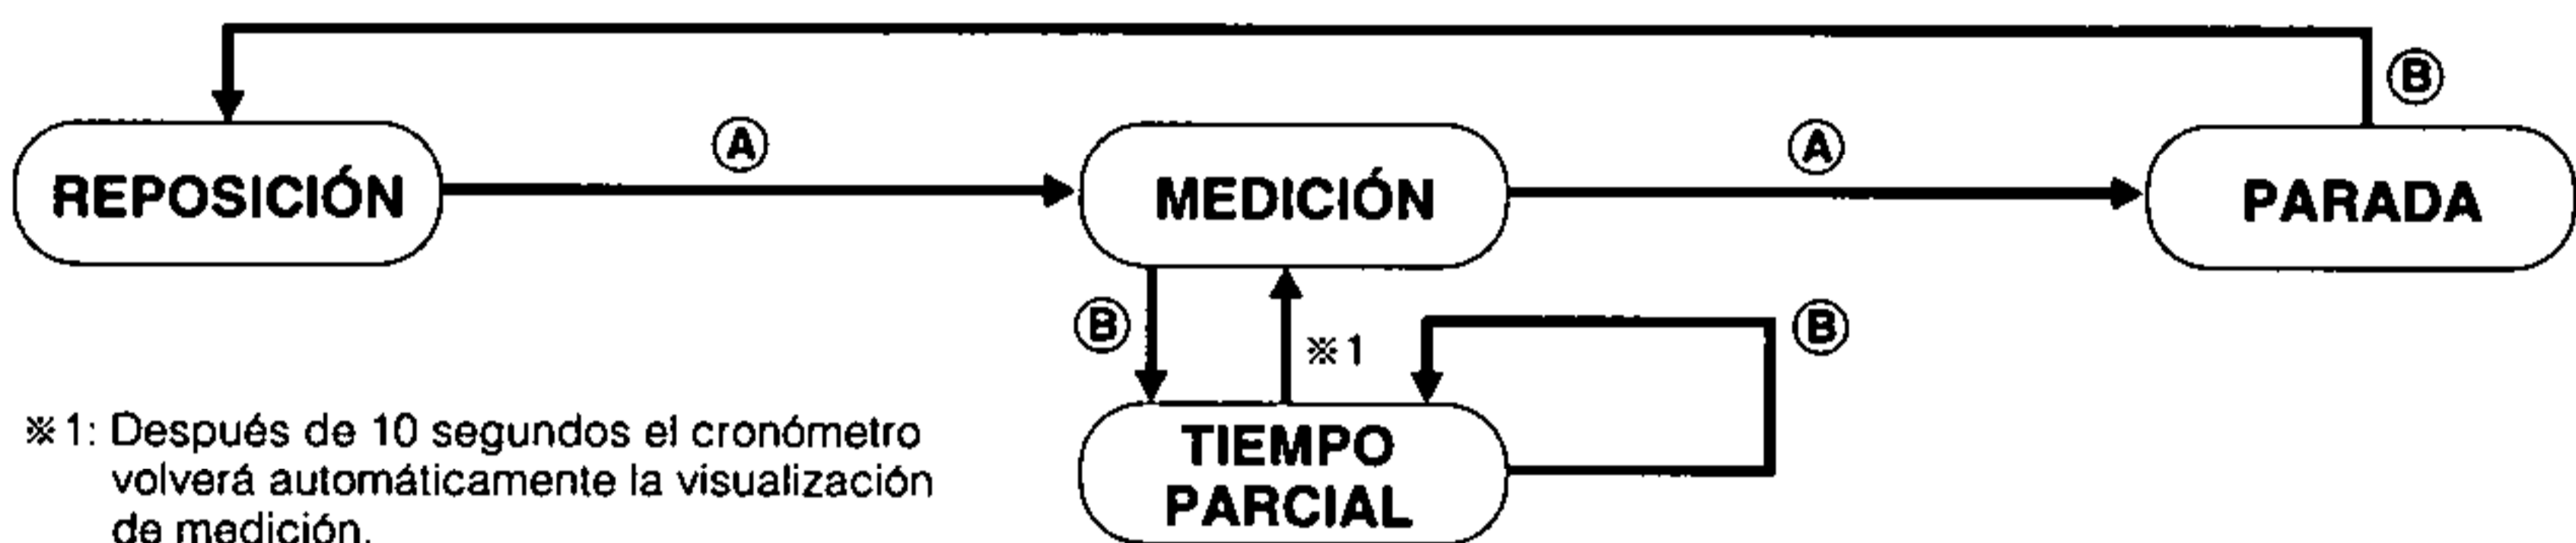 Ⓑ
Ⓐ
Ⓐ
REPOSICIÓN
MEDICIÓN
PARADA
Ⓑ
※1
Ⓑ
※1: Después de 10 segundos el cronómetro
volverá automáticamente la visualización
de medición.
TIEMPO
PARCIAL